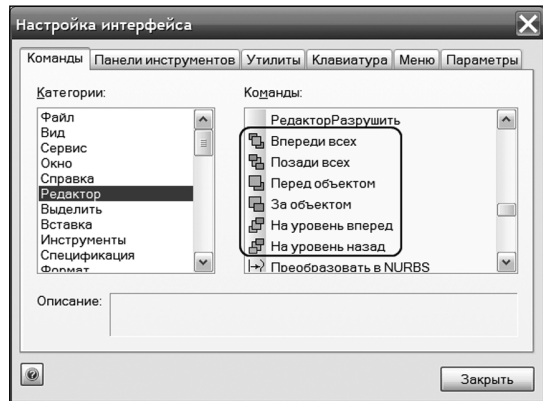 Настройка интерфейса
Команды Панели инструментов Утилиты Клавиатура Меню Параметры
Категории:
Файл
Вид
Сервис
Окно
Справка
Редактор
Выделить
Вставка
Инструменты
Спецификация
Формат
Команды:
РедакторРазрушить
Впереди всех
Позади всех
Перед объектом
За объектом
На уровень вперед
На уровень назад
Преобразовать в NURBS
Описание:
Закрыть